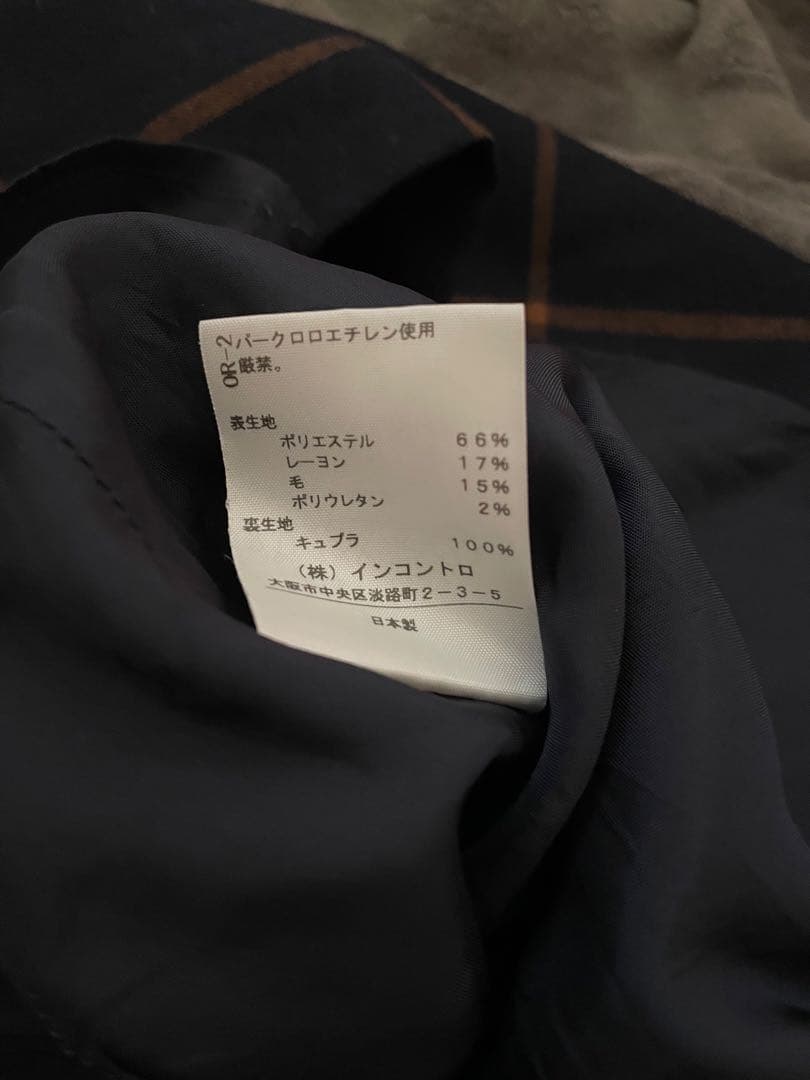 OR-2
パークロロエチレン使用
厳禁。
表生地
ポリエステル 66%
レーヨン 17%
毛 15%
ポリウレタン 2%
裏生地
キュプラ 100%
(株)インコントロ
大阪市中央区淡路町2-3-5
日本製